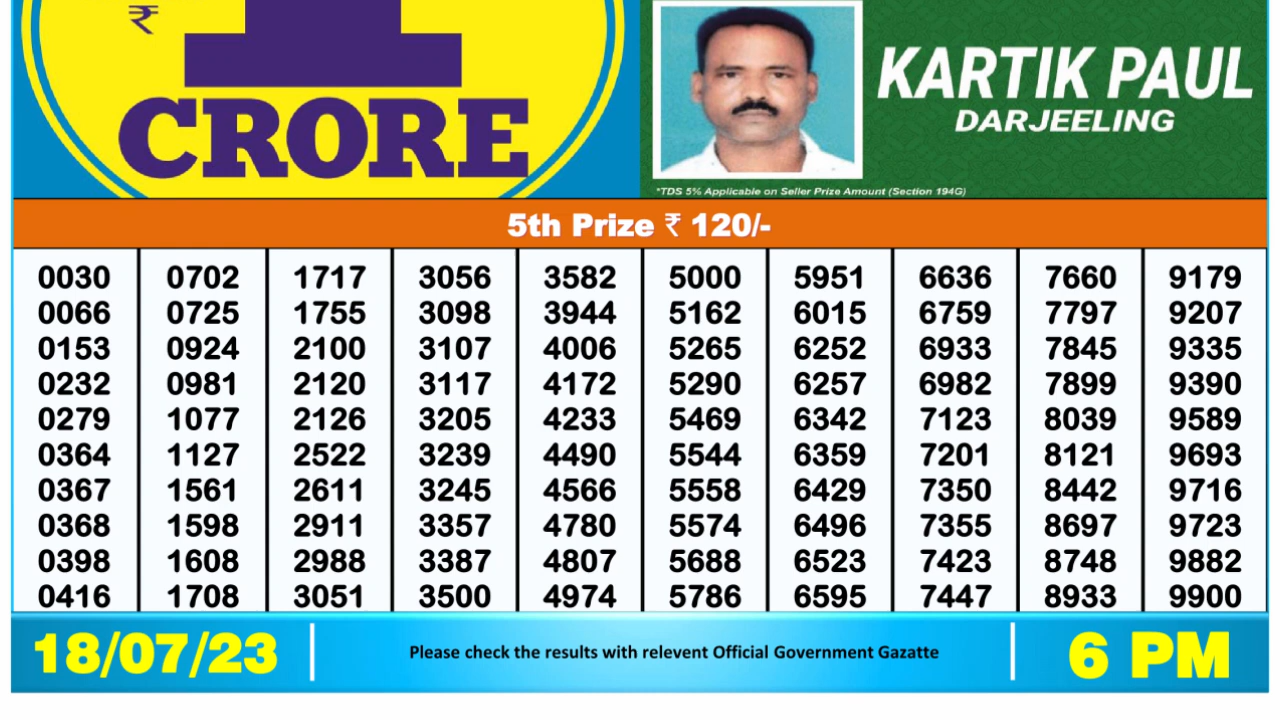 ₹
1
CRORE
KARTIK PAUL
DARJEELING
*TDS 5% Applicable on Seller Prize Amount (Section 194G)
5th Prize ₹ 120/-
0030 0702 1717 3056 3582 5000 5951 6636 7660 9179
0066 0725 1755 3098 3944 5162 6015 6759 7797 9207
0153 0924 2100 3107 4006 5265 6252 6933 7845 9335
0232 0981 2120 3117 4172 5290 6257 6982 7899 9390
0279 1077 2126 3205 4233 5469 6342 7123 8039 9589
0364 1127 2522 3239 4490 5544 6359 7201 8121 9693
0367 1561 2611 3245 4566 5558 6429 7350 8442 9716
0368 1598 2911 3357 4780 5574 6496 7355 8697 9723
0398 1608 2988 3387 4807 5688 6523 7423 8748 9882
0416 1708 3051 3500 4974 5786 6595 7447 8933 9900
18/07/23
Please check the results with relevent Official Government Gazatte
6 PM